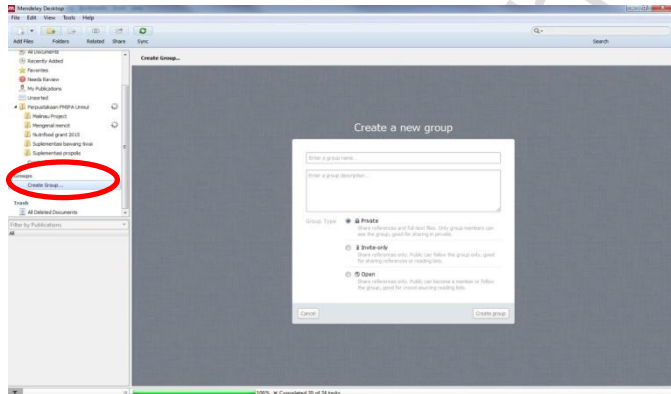 Mendeley Desktop
File Edit View Tools Help
Add Files Folders Related Share Sync Search
All Documents
Recently Added
Favorites
Needs Review
My Publications
Unsorted
Perpustakaan FMIPA Unmul
Malinau Project
Mengenal mencit
Nutrifood grant 2015
Suplementasi bawang tiwai
Suplementasi propolis
Groups
Create Group...
Trash
All Deleted Documents
Filter by Publications
All
Create Group...
Create a new group
Enter a group name...
Enter a group description...
Group Type
Private
Share references and full-text files. Only group members can
see the group, good for sharing in private.
Invite-only
Share references only. Public can follow the group only, good
for sharing references or reading lists.
Open
Share references only. Public can become a member or follow
the group, good for crowd-sourcing reading lists.
Cancel Create group
100% Completed 20 of 24 tasks